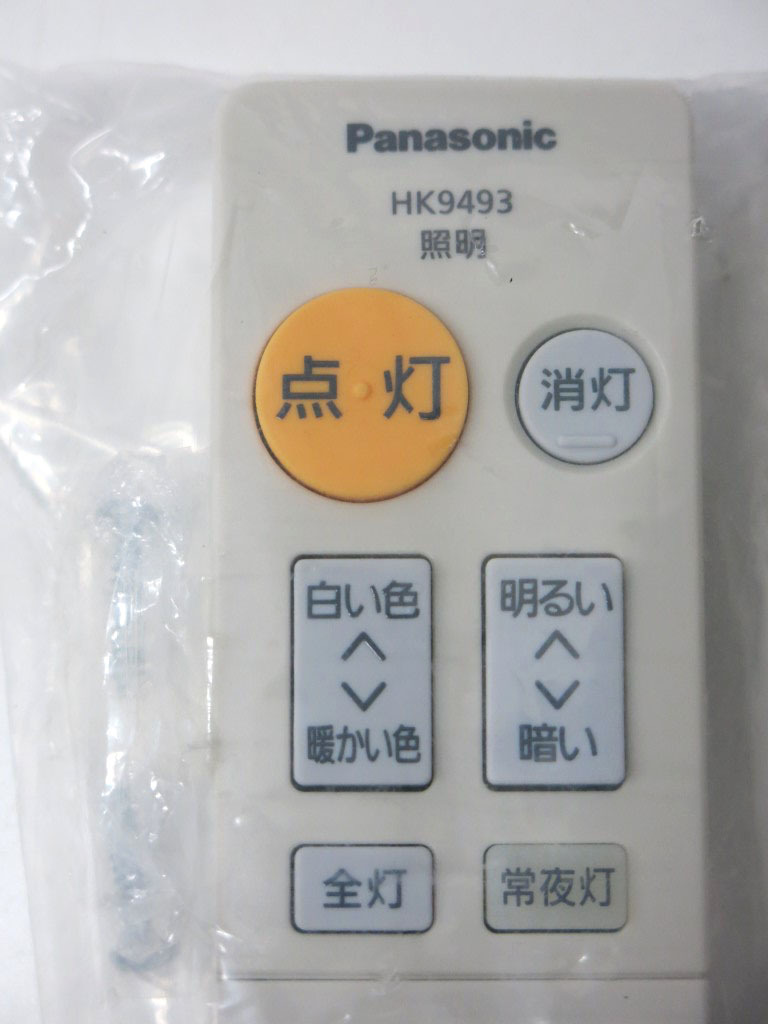 Panasonic
HK9493
照明
点灯
消灯
白い色
暖かい色
明るい
暗い
全灯
常夜灯